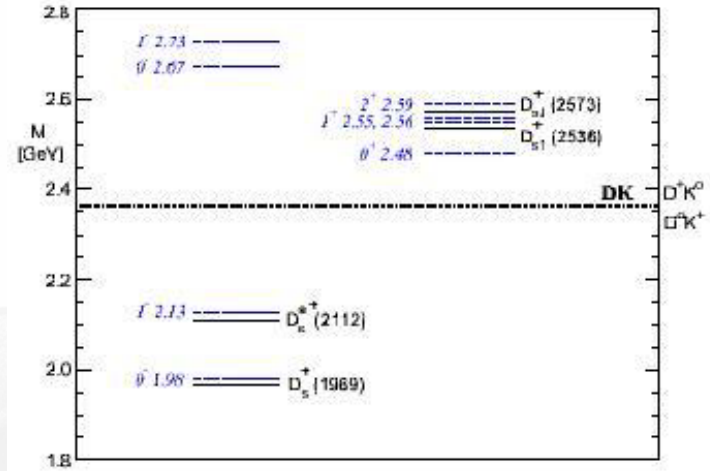 2.8
1⁻ 2.73
0⁻ 2.67
2.6
2⁺ 2.59
D⁺sJ (2573)
1⁺ 2.55, 2.56
D⁺s1 (2536)
M
[GeV]
0⁺ 2.48
2.4
DK
D⁺K⁰
D⁰K⁺
2.2
1⁻ 2.13
D*⁺s (2112)
2.0
0⁻ 1.98
D⁺s (1969)
1.8